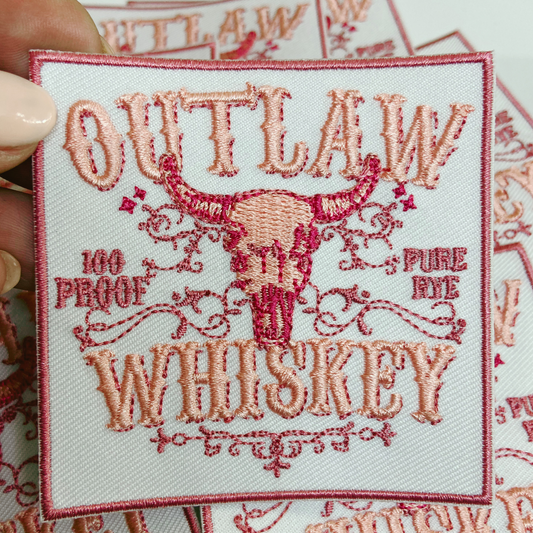 OUTLAW
100 PROOF
PURE RYE
WHISKEY